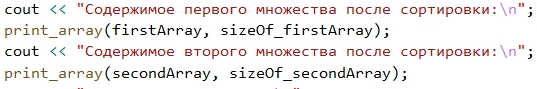 cout << "Содержимое первого множества после сортировки:\n";
print_array(firstArray, sizeOf_firstArray);
cout << "Содержимое второго множества после сортировки:\n";
print_array(secondArray, sizeOf_secondArray);